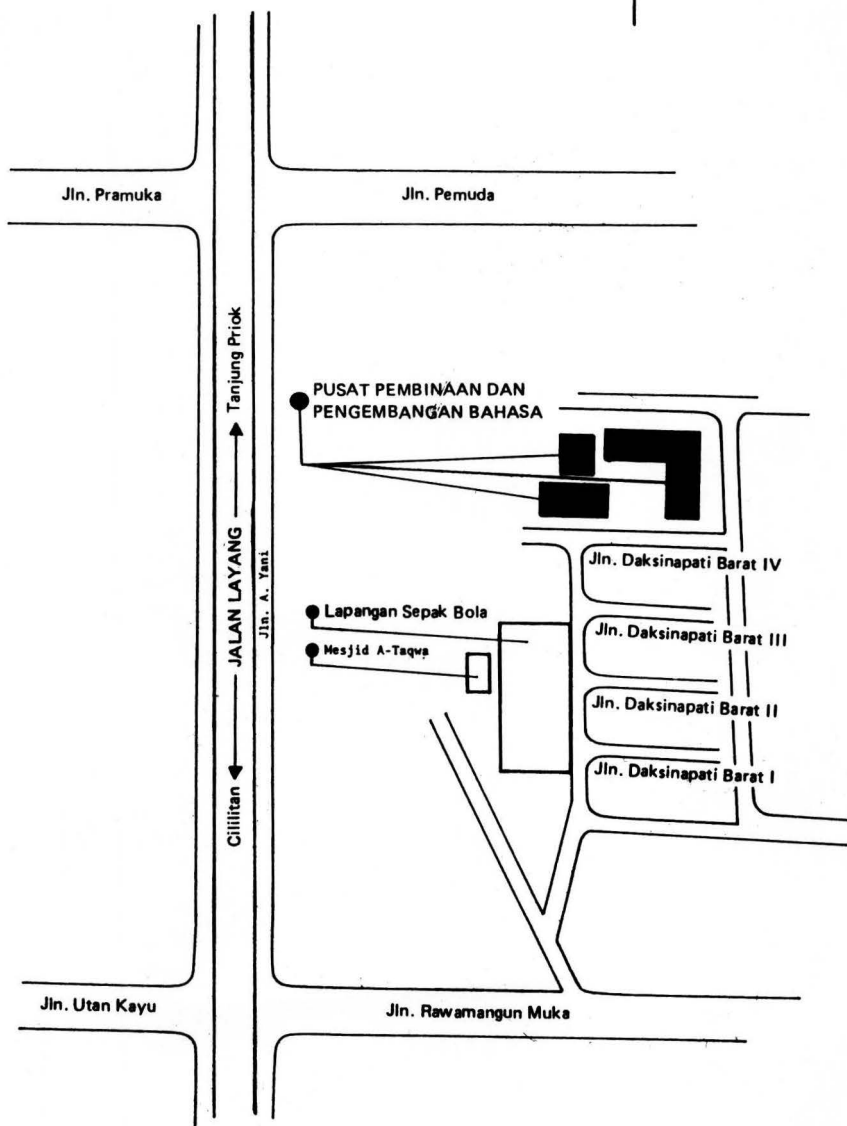 Jln. Pramuka
Jln. Pemuda
Tanjung Priok
JALAN LAYANG
Cililitan
Jln. A. Yani
PUSAT PEMBINAAN DAN
PENGEMBANGAN BAHASA
Jln. Daksinapati Barat IV
Lapangan Sepak Bola
Jln. Daksinapati Barat III
Mesjid A-Taqwa
Jln. Daksinapati Barat II
Jln. Daksinapati Barat I
Jln. Utan Kayu
Jln. Rawamangun Muka